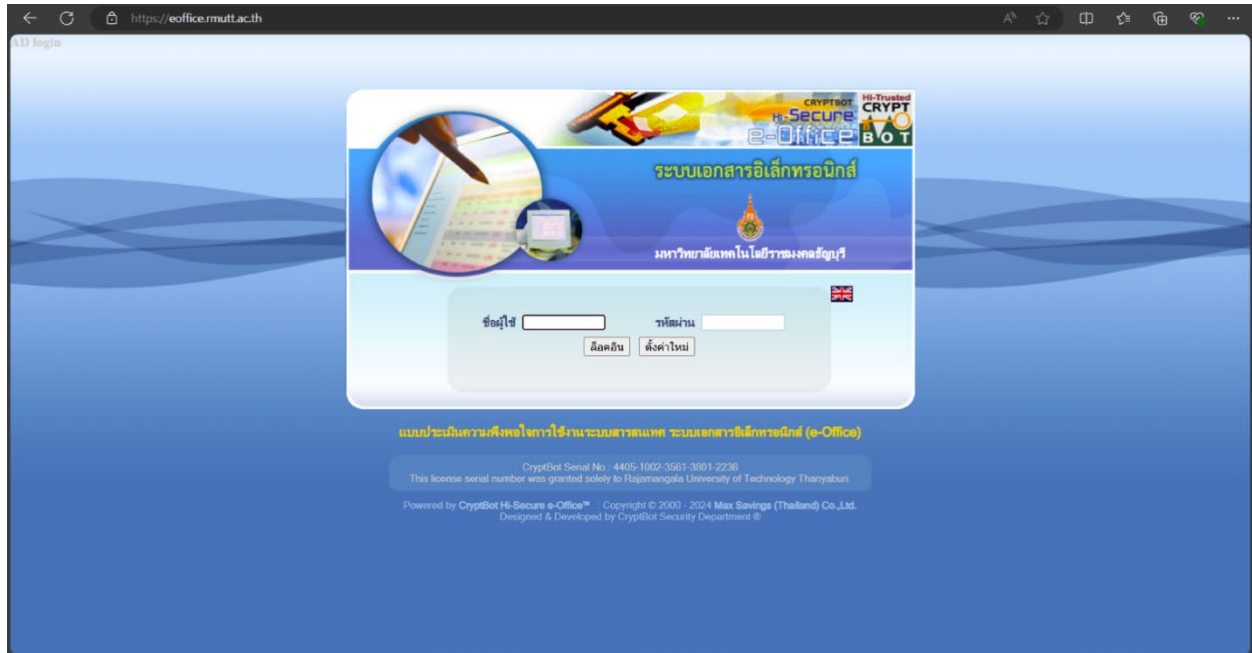 https://eoffice.rmutt.ac.th
AD login
CRYPTBOT
Hi-Secure
e-Office
Hi-Trusted
CRYPT
BOT
ระบบเอกสารอิเล็กทรอนิกส์
มหาวิทยาลัยเทคโนโลยีราชมงคลธัญบุรี
ชื่อผู้ใช้ รหัสผ่าน
ล็อคอิน ตั้งค่าใหม่
แบบประเมินความพึงพอใจการใช้งานระบบสารสนเทศ ระบบเอกสารอิเล็กทรอนิกส์ (e-Office)
CryptBot Serial No.: 4405-1002-3561-3801-2236
This license serial number was granted solely to Rajamangala University of Technology Thanyaburi.
Powered by CryptBot Hi-Secure e-Office™ : Copyright © 2000 - 2024 Max Savings (Thailand) Co.,Ltd.
Designed & Developed by CryptBot Security Department ®